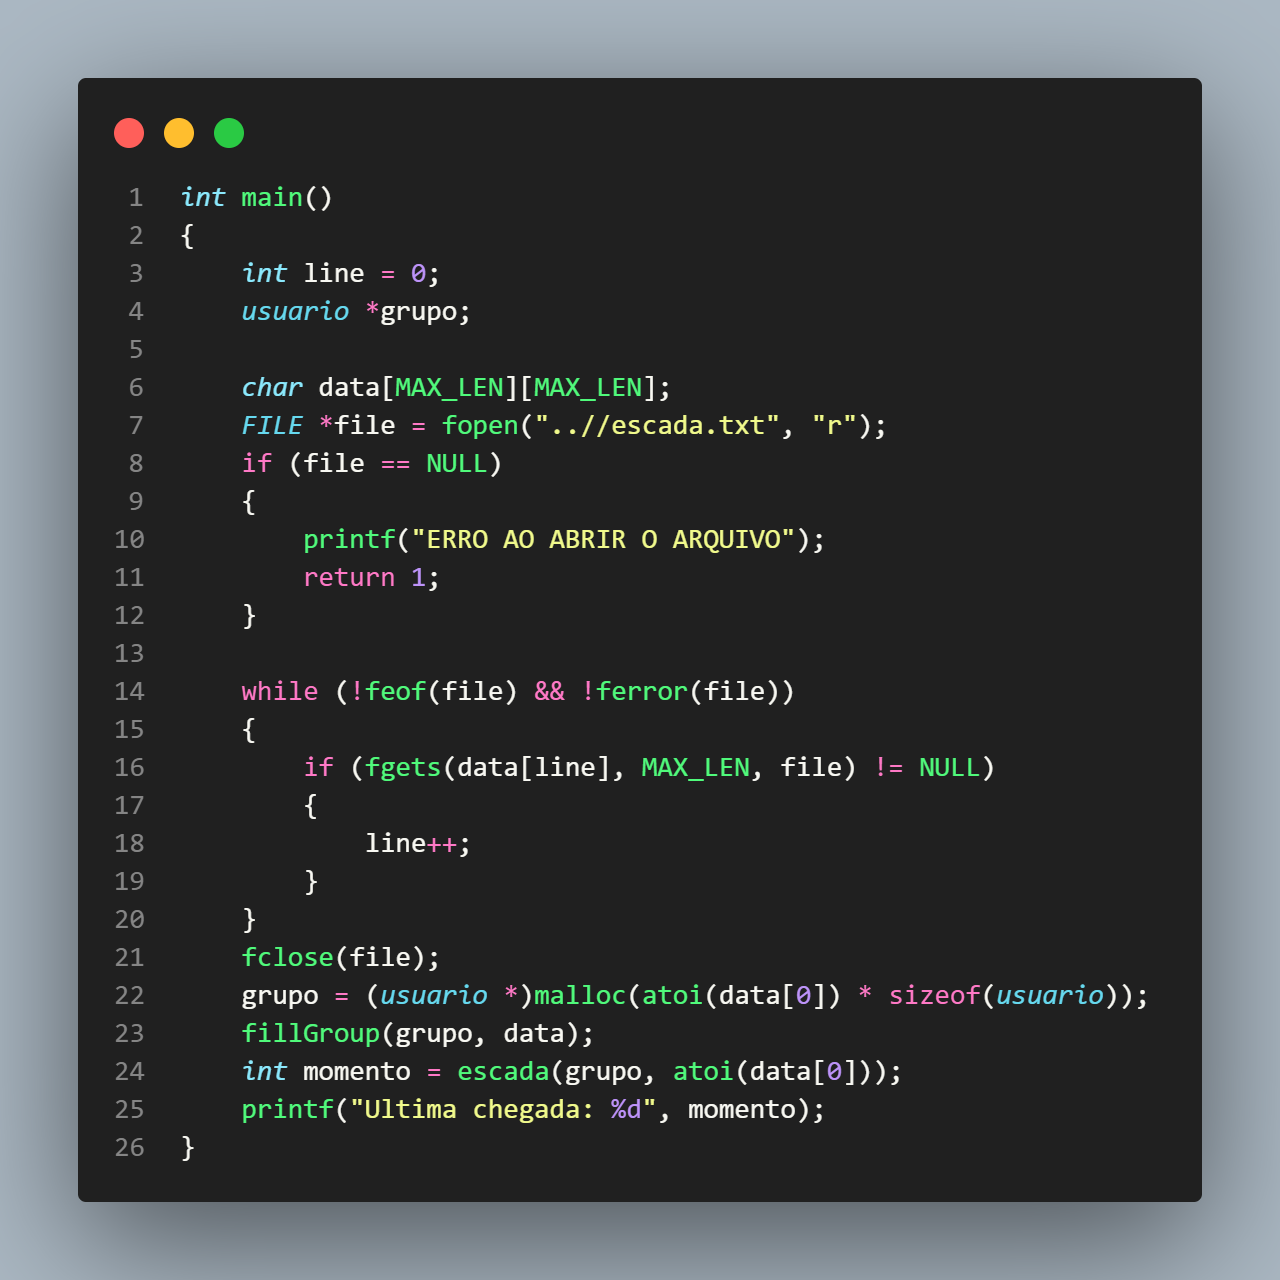 1 int main()
2 {
3     int line = 0;
4     usuario *grupo;
5
6     char data[MAX_LEN][MAX_LEN];
7     FILE *file = fopen("..//escada.txt", "r");
8     if (file == NULL)
9     {
10         printf("ERRO AO ABRIR O ARQUIVO");
11         return 1;
12     }
13
14     while (!feof(file) && !ferror(file))
15     {
16         if (fgets(data[line], MAX_LEN, file) != NULL)
17         {
18             line++;
19         }
20     }
21     fclose(file);
22     grupo = (usuario *)malloc(atoi(data[0]) * sizeof(usuario));
23     fillGroup(grupo, data);
24     int momento = escada(grupo, atoi(data[0]));
25     printf("Ultima chegada: %d", momento);
26 }